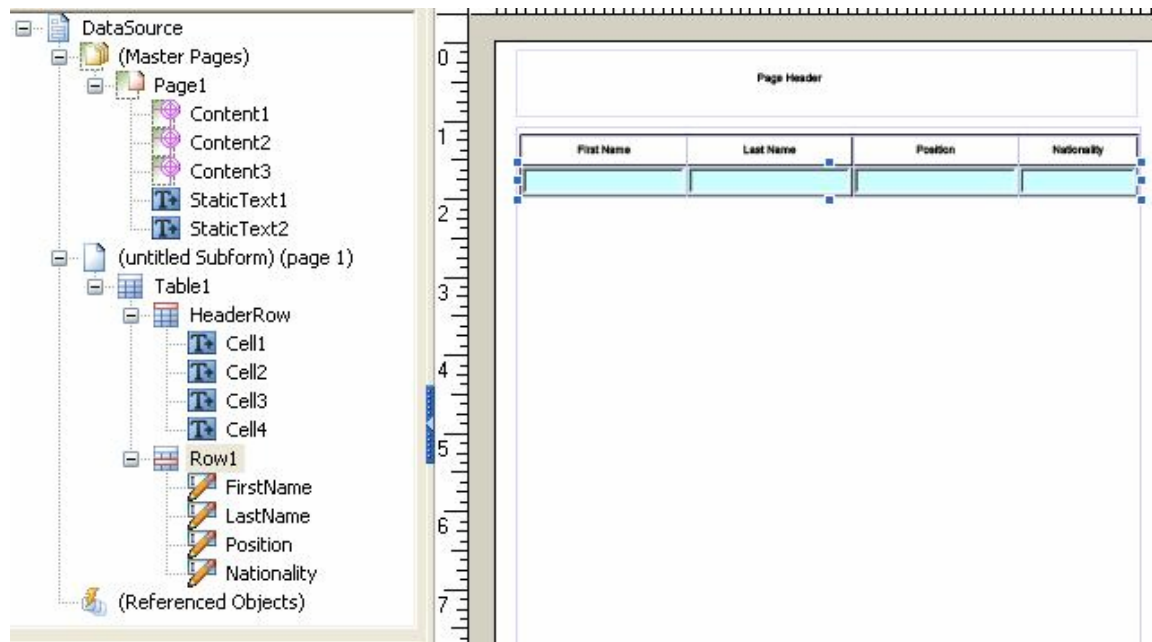 DataSource
(Master Pages)
Page1
Content1
Content2
Content3
StaticText1
StaticText2
(untitled Subform) (page 1)
Table1
HeaderRow
Cell1
Cell2
Cell3
Cell4
Row1
FirstName
LastName
Position
Nationality
(Referenced Objects)
0
1
2
3
4
5
6
7
Page Header
First Name Last Name Position Nationality